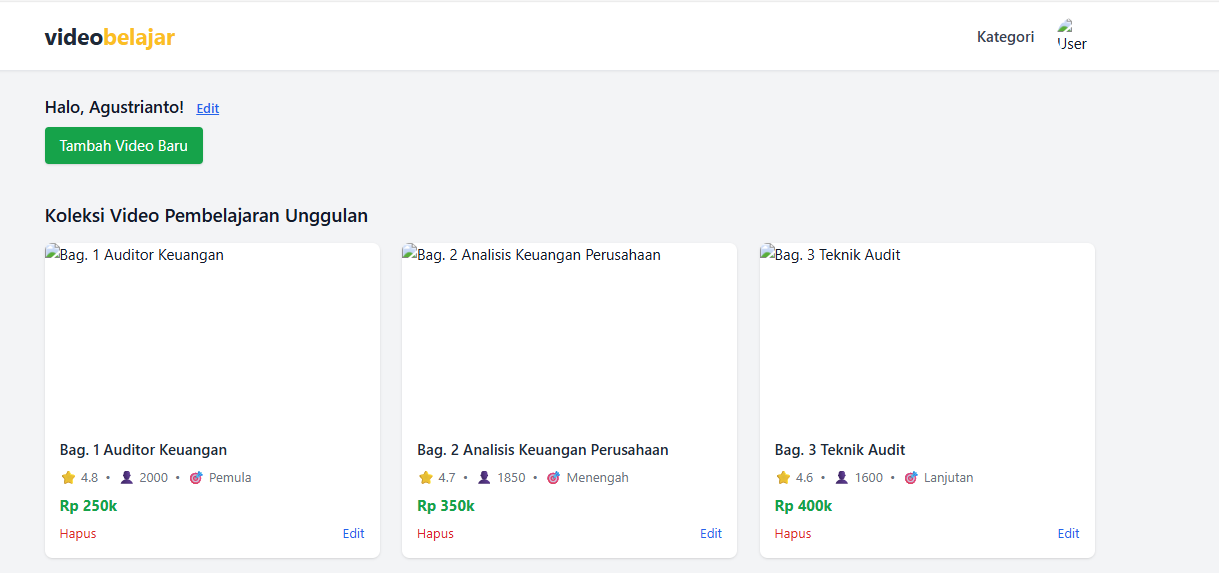 videobelajar
Kategori
User
Halo, Agustrianto! Edit
Tambah Video Baru
Koleksi Video Pembelajaran Unggulan
Bag. 1 Auditor Keuangan
Bag. 1 Auditor Keuangan
4.8 • 2000 • Pemula
Rp 250k
Hapus Edit
Bag. 2 Analisis Keuangan Perusahaan
Bag. 2 Analisis Keuangan Perusahaan
4.7 • 1850 • Menengah
Rp 350k
Hapus Edit
Bag. 3 Teknik Audit
Bag. 3 Teknik Audit
4.6 • 1600 • Lanjutan
Rp 400k
Hapus Edit